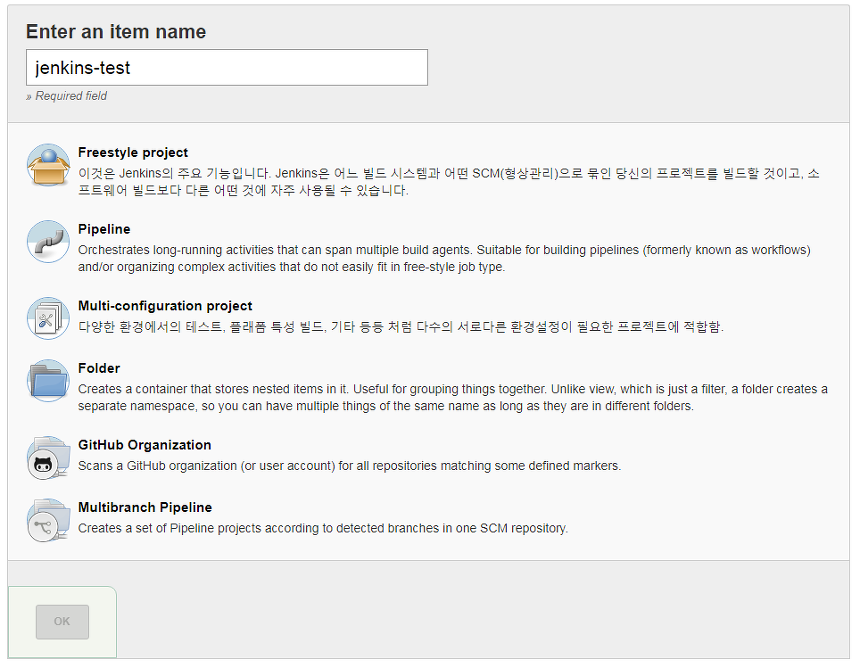 Enter an item name
jenkins-test
» Required field
Freestyle project
이것은 Jenkins의 주요 기능입니다. Jenkins은 어느 빌드 시스템과 어떤 SCM(형상관리)으로 묶인 당신의 프로젝트를 빌드할 것이고, 소
프트웨어 빌드보다 다른 어떤 것에 자주 사용될 수 있습니다.
Pipeline
Orchestrates long-running activities that can span multiple build agents. Suitable for building pipelines (formerly known as workflows)
and/or organizing complex activities that do not easily fit in free-style job type.
Multi-configuration project
다양한 환경에서의 테스트, 플래폼 특성 빌드, 기타 등등 처럼 다수의 서로다른 환경설정이 필요한 프로젝트에 적합함.
Folder
Creates a container that stores nested items in it. Useful for grouping things together. Unlike view, which is just a filter, a folder creates a
separate namespace, so you can have multiple things of the same name as long as they are in different folders.
GitHub Organization
Scans a GitHub organization (or user account) for all repositories matching some defined markers.
Multibranch Pipeline
Creates a set of Pipeline projects according to detected branches in one SCM repository.
OK